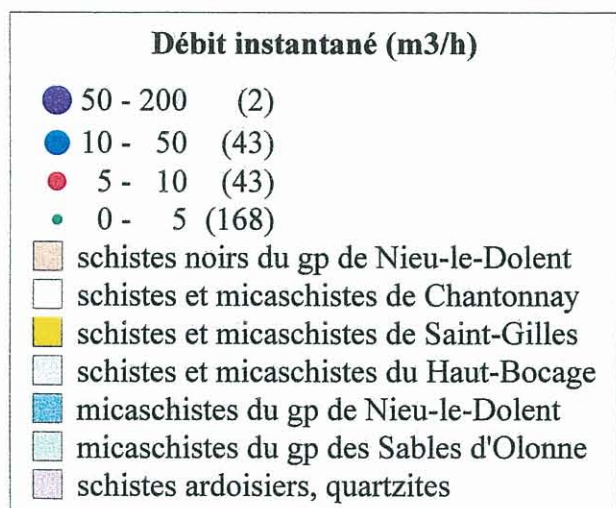 Débit instantané (m3/h)
50 - 200 (2)
10 - 50 (43)
5 - 10 (43)
0 - 5 (168)
schistes noirs du gp de Nieu-le-Dolent
schistes et micaschistes de Chantonnay
schistes et micaschistes de Saint-Gilles
schistes et micaschistes du Haut-Bocage
micaschistes du gp de Nieu-le-Dolent
micaschistes du gp des Sables d'Olonne
schistes ardoisiers, quartzites